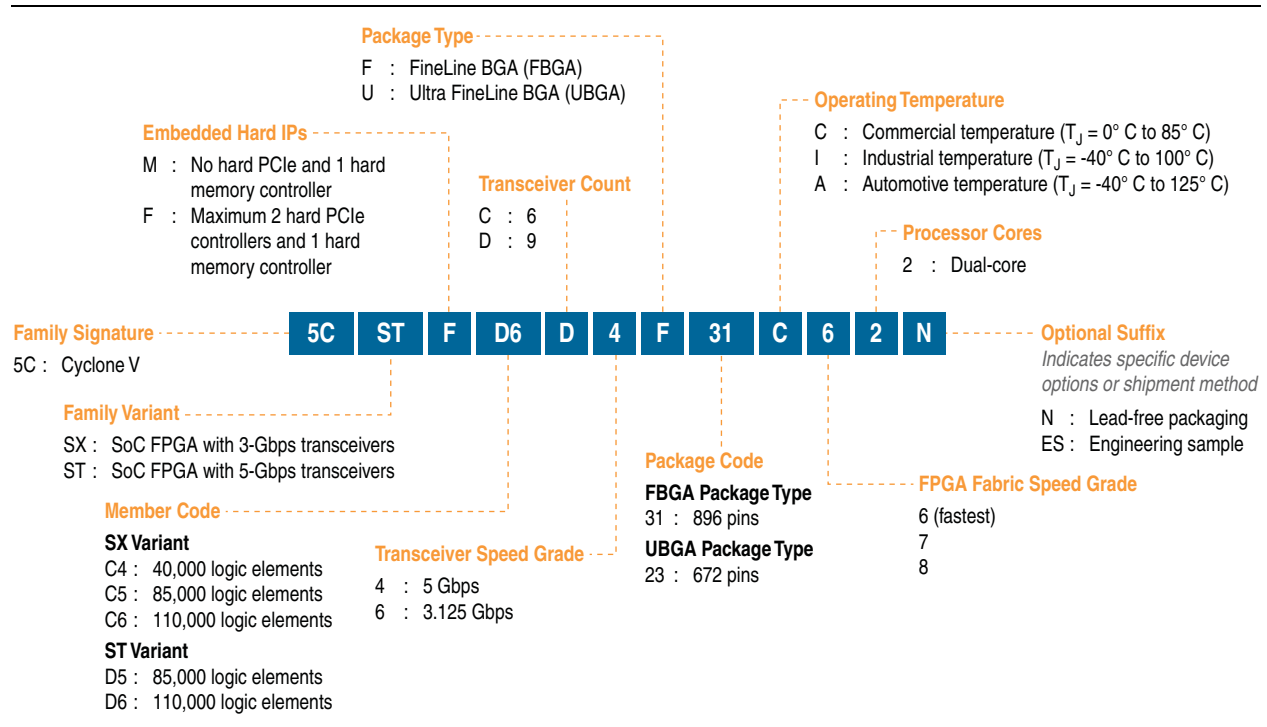 Package Type
F : FineLine BGA (FBGA)
U : Ultra FineLine BGA (UBGA)
Operating Temperature
C : Commercial temperature (TJ = 0° C to 85° C)
I : Industrial temperature (TJ = -40° C to 100° C)
A : Automotive temperature (TJ = -40° C to 125° C)
Embedded Hard IPs
M : No hard PCIe and 1 hard
memory controller
F : Maximum 2 hard PCIe
controllers and 1 hard
memory controller
Transceiver Count
C : 6
D : 9
Processor Cores
2 : Dual-core
Family Signature
5C : Cyclone V
5C ST F D6 D 4 F 31 C 6 2 N
Optional Suffix
Indicates specific device
options or shipment method
N : Lead-free packaging
ES : Engineering sample
Family Variant
SX : SoC FPGA with 3-Gbps transceivers
ST : SoC FPGA with 5-Gbps transceivers
Member Code
SX Variant
C4 : 40,000 logic elements
C5 : 85,000 logic elements
C6 : 110,000 logic elements
ST Variant
D5 : 85,000 logic elements
D6 : 110,000 logic elements
Transceiver Speed Grade
4 : 5 Gbps
6 : 3.125 Gbps
Package Code
FBGA Package Type
31 : 896 pins
UBGA Package Type
23 : 672 pins
FPGA Fabric Speed Grade
6 (fastest)
7
8